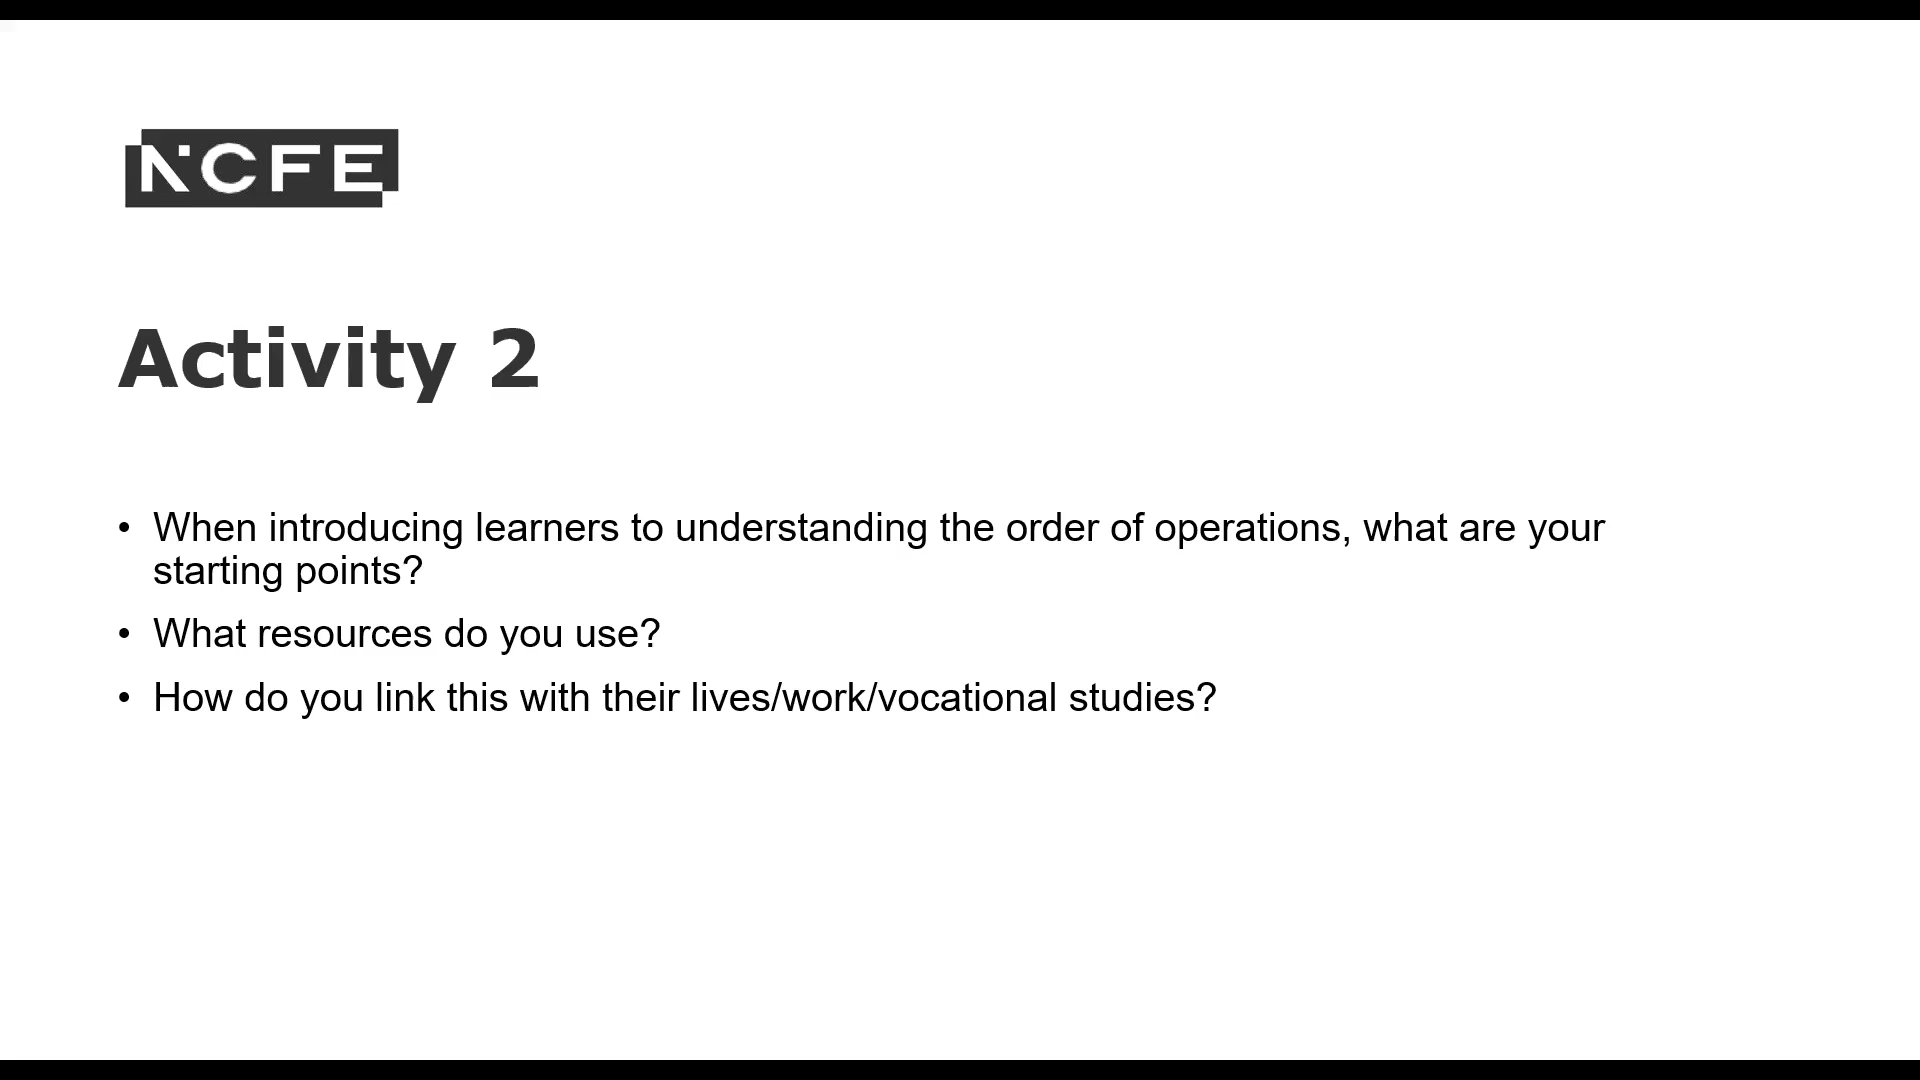 NCFE
Activity 2
• When introducing learners to understanding the order of operations, what are your
starting points?
• What resources do you use?
• How do you link this with their lives/work/vocational studies?